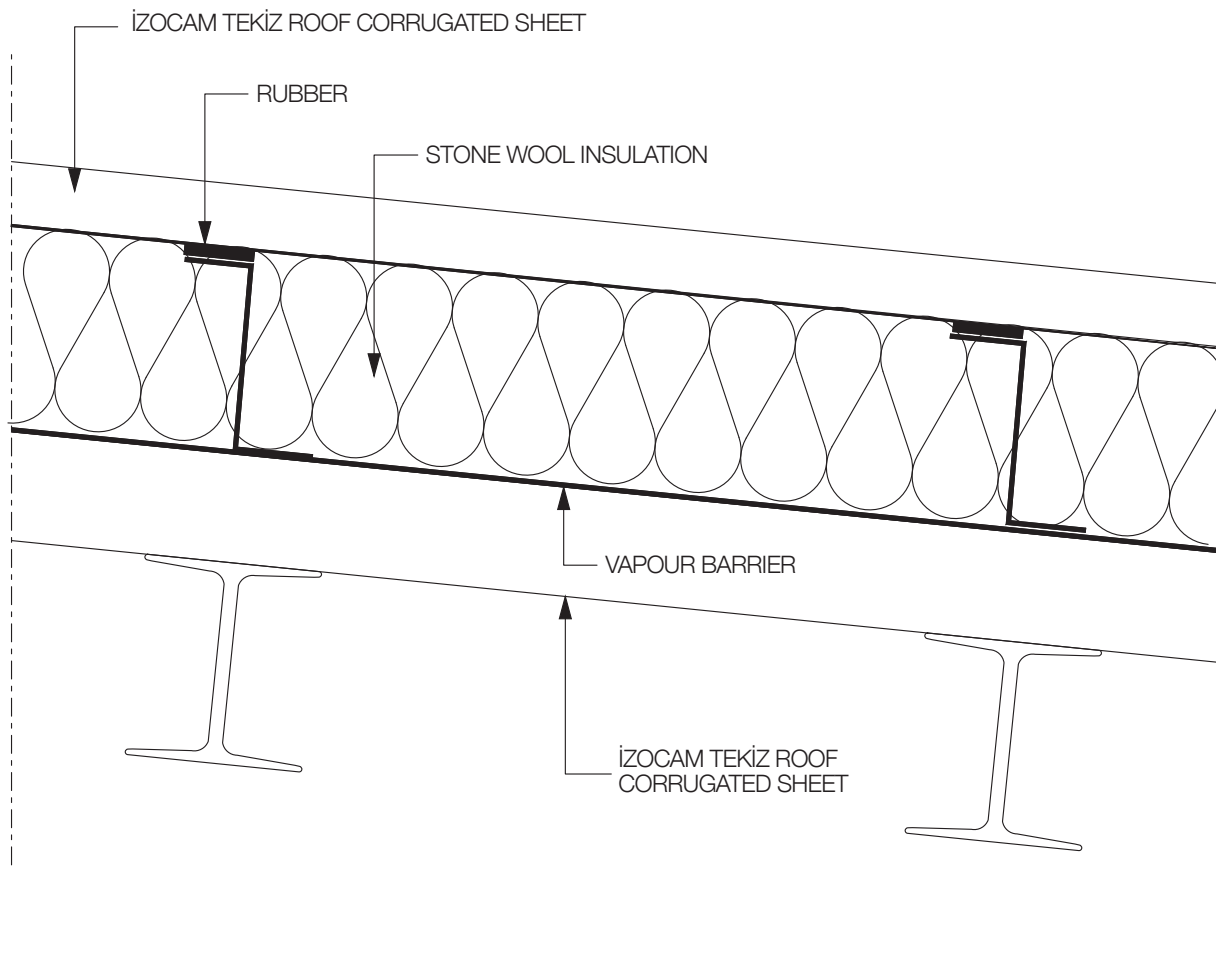 İZOCAM TEKİZ ROOF CORRUGATED SHEET
RUBBER
STONE WOOL INSULATION
VAPOUR BARRIER
İZOCAM TEKİZ ROOF
CORRUGATED SHEET